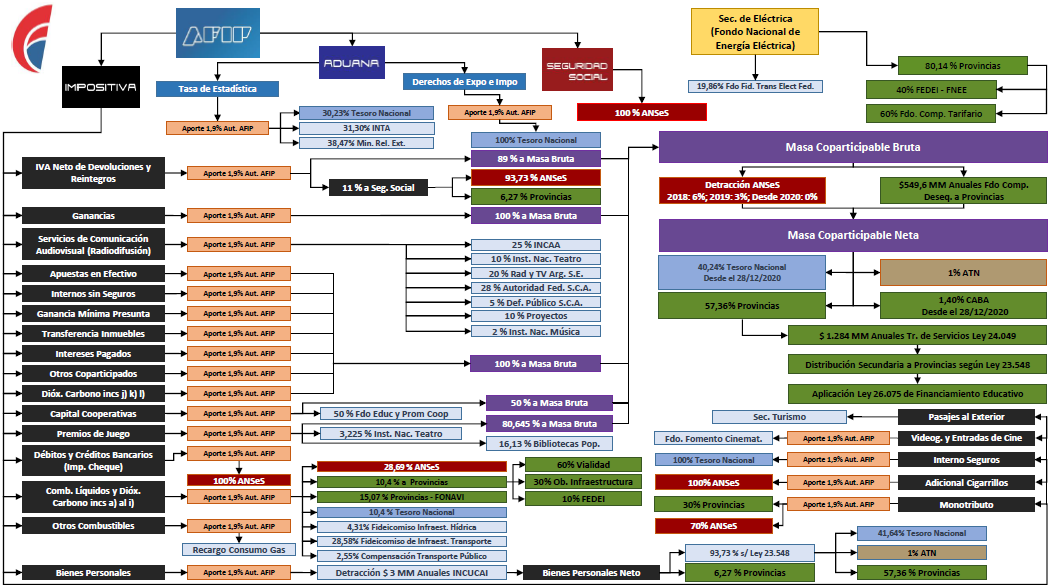 AFIP
Sec. de Eléctrica
(Fondo Nacional de
Energía Eléctrica)
ADUANA
SEGURIDAD
SOCIAL
IMPOSITIVA
80,14 % Provincias
19,86% Fdo Fid. Trans Elect Fed.
40% FEDEI - FNEE
60% Fdo. Comp. Tarifario
Tasa de Estadística
Derechos de Expo e Impo
Aporte 1,9% Aut. AFIP
30,23% Tesoro Nacional
31,30% INTA
38,47% Min. Rel. Ext.
Aporte 1,9% Aut. AFIP
100% Tesoro Nacional
100 % ANSeS
IVA Neto de Devoluciones y
Reintegros
Aporte 1,9% Aut. AFIP
89 % a Masa Bruta
11 % a Seg. Social
93,73 % ANSeS
6,27 % Provincias
Ganancias
Aporte 1,9% Aut. AFIP
100 % a Masa Bruta
Servicios de Comunicación
Audiovisual (Radiodifusión)
Aporte 1,9% Aut. AFIP
25 % INCAA
10 % Inst. Nac. Teatro
20 % Rad y TV Arg. S.E.
28 % Autoridad Fed. S.C.A.
5 % Def. Público S.C.A.
10 % Proyectos
2 % Inst. Nac. Música
Apuestas en Efectivo
Aporte 1,9% Aut. AFIP
Internos sin Seguros
Aporte 1,9% Aut. AFIP
Ganancia Mínima Presunta
Aporte 1,9% Aut. AFIP
Transferencia Inmuebles
Aporte 1,9% Aut. AFIP
Intereses Pagados
Aporte 1,9% Aut. AFIP
Otros Coparticipados
Aporte 1,9% Aut. AFIP
Dióx. Carbono incs j) k) l)
Aporte 1,9% Aut. AFIP
100 % a Masa Bruta
Capital Cooperativas
Aporte 1,9% Aut. AFIP
50 % a Masa Bruta
50 % Fdo Educ y Prom Coop
Premios de Juego
Aporte 1,9% Aut. AFIP
80,645 % a Masa Bruta
3,225 % Inst. Nac. Teatro
16,13 % Bibliotecas Pop.
Débitos y Créditos Bancarios
(Imp. Cheque)
Aporte 1,9% Aut. AFIP
100% ANSeS
Comb. Líquidos y Dióx.
Carbono incs a) al i)
Aporte 1,9% Aut. AFIP
28,69 % ANSeS
10,4 % a Provincias
15,07 % Provincias - FONAVI
60% Vialidad
30% Ob. Infraestructura
10% FEDEI
10,4 % Tesoro Nacional
4,31% Fideicomiso Infraest. Hídrica
28,58% Fideicomiso de Infraest. Transporte
2,55% Compensación Transporte Público
Otros Combustibles
Aporte 1,9% Aut. AFIP
Recargo Consumo Gas
Bienes Personales
Aporte 1,9% Aut. AFIP
Detracción $ 3 MM Anuales INCUCAI
Bienes Personales Neto
93,73 % s/ Ley 23.548
6,27 % Provincias
41,64% Tesoro Nacional
1% ATN
57,36 % Provincias
Masa Coparticipable Bruta
Detracción ANSeS
2018: 6%; 2019: 3%; Desde 2020: 0%
$549,6 MM Anuales Fdo Comp.
Deseq. a Provincias
Masa Coparticipable Neta
40,24% Tesoro Nacional
Desde el 28/12/2020
1% ATN
57,36% Provincias
1,40% CABA
Desde el 28/12/2020
$ 1.284 MM Anuales Tr. de Servicios Ley 24.049
Distribución Secundaria a Provincias según Ley 23.548
Aplicación Ley 26.075 de Financiamiento Educativo
Sec. Turismo
Pasajes al Exterior
Fdo. Fomento Cinemat.
Aporte 1,9% Aut. AFIP
Videog. y Entradas de Cine
100% Tesoro Nacional
Aporte 1,9% Aut. AFIP
Interno Seguros
100% ANSeS
Aporte 1,9% Aut. AFIP
Adicional Cigarrillos
30% Provincias
Aporte 1,9% Aut. AFIP
Monotributo
70% ANSeS